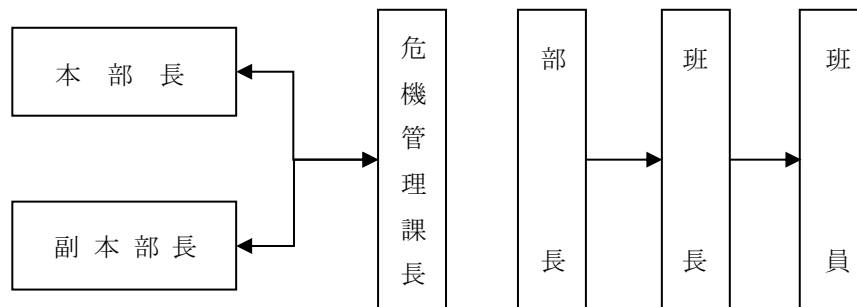 本部長
副本部長
危機管理課長
部長
班長
班員